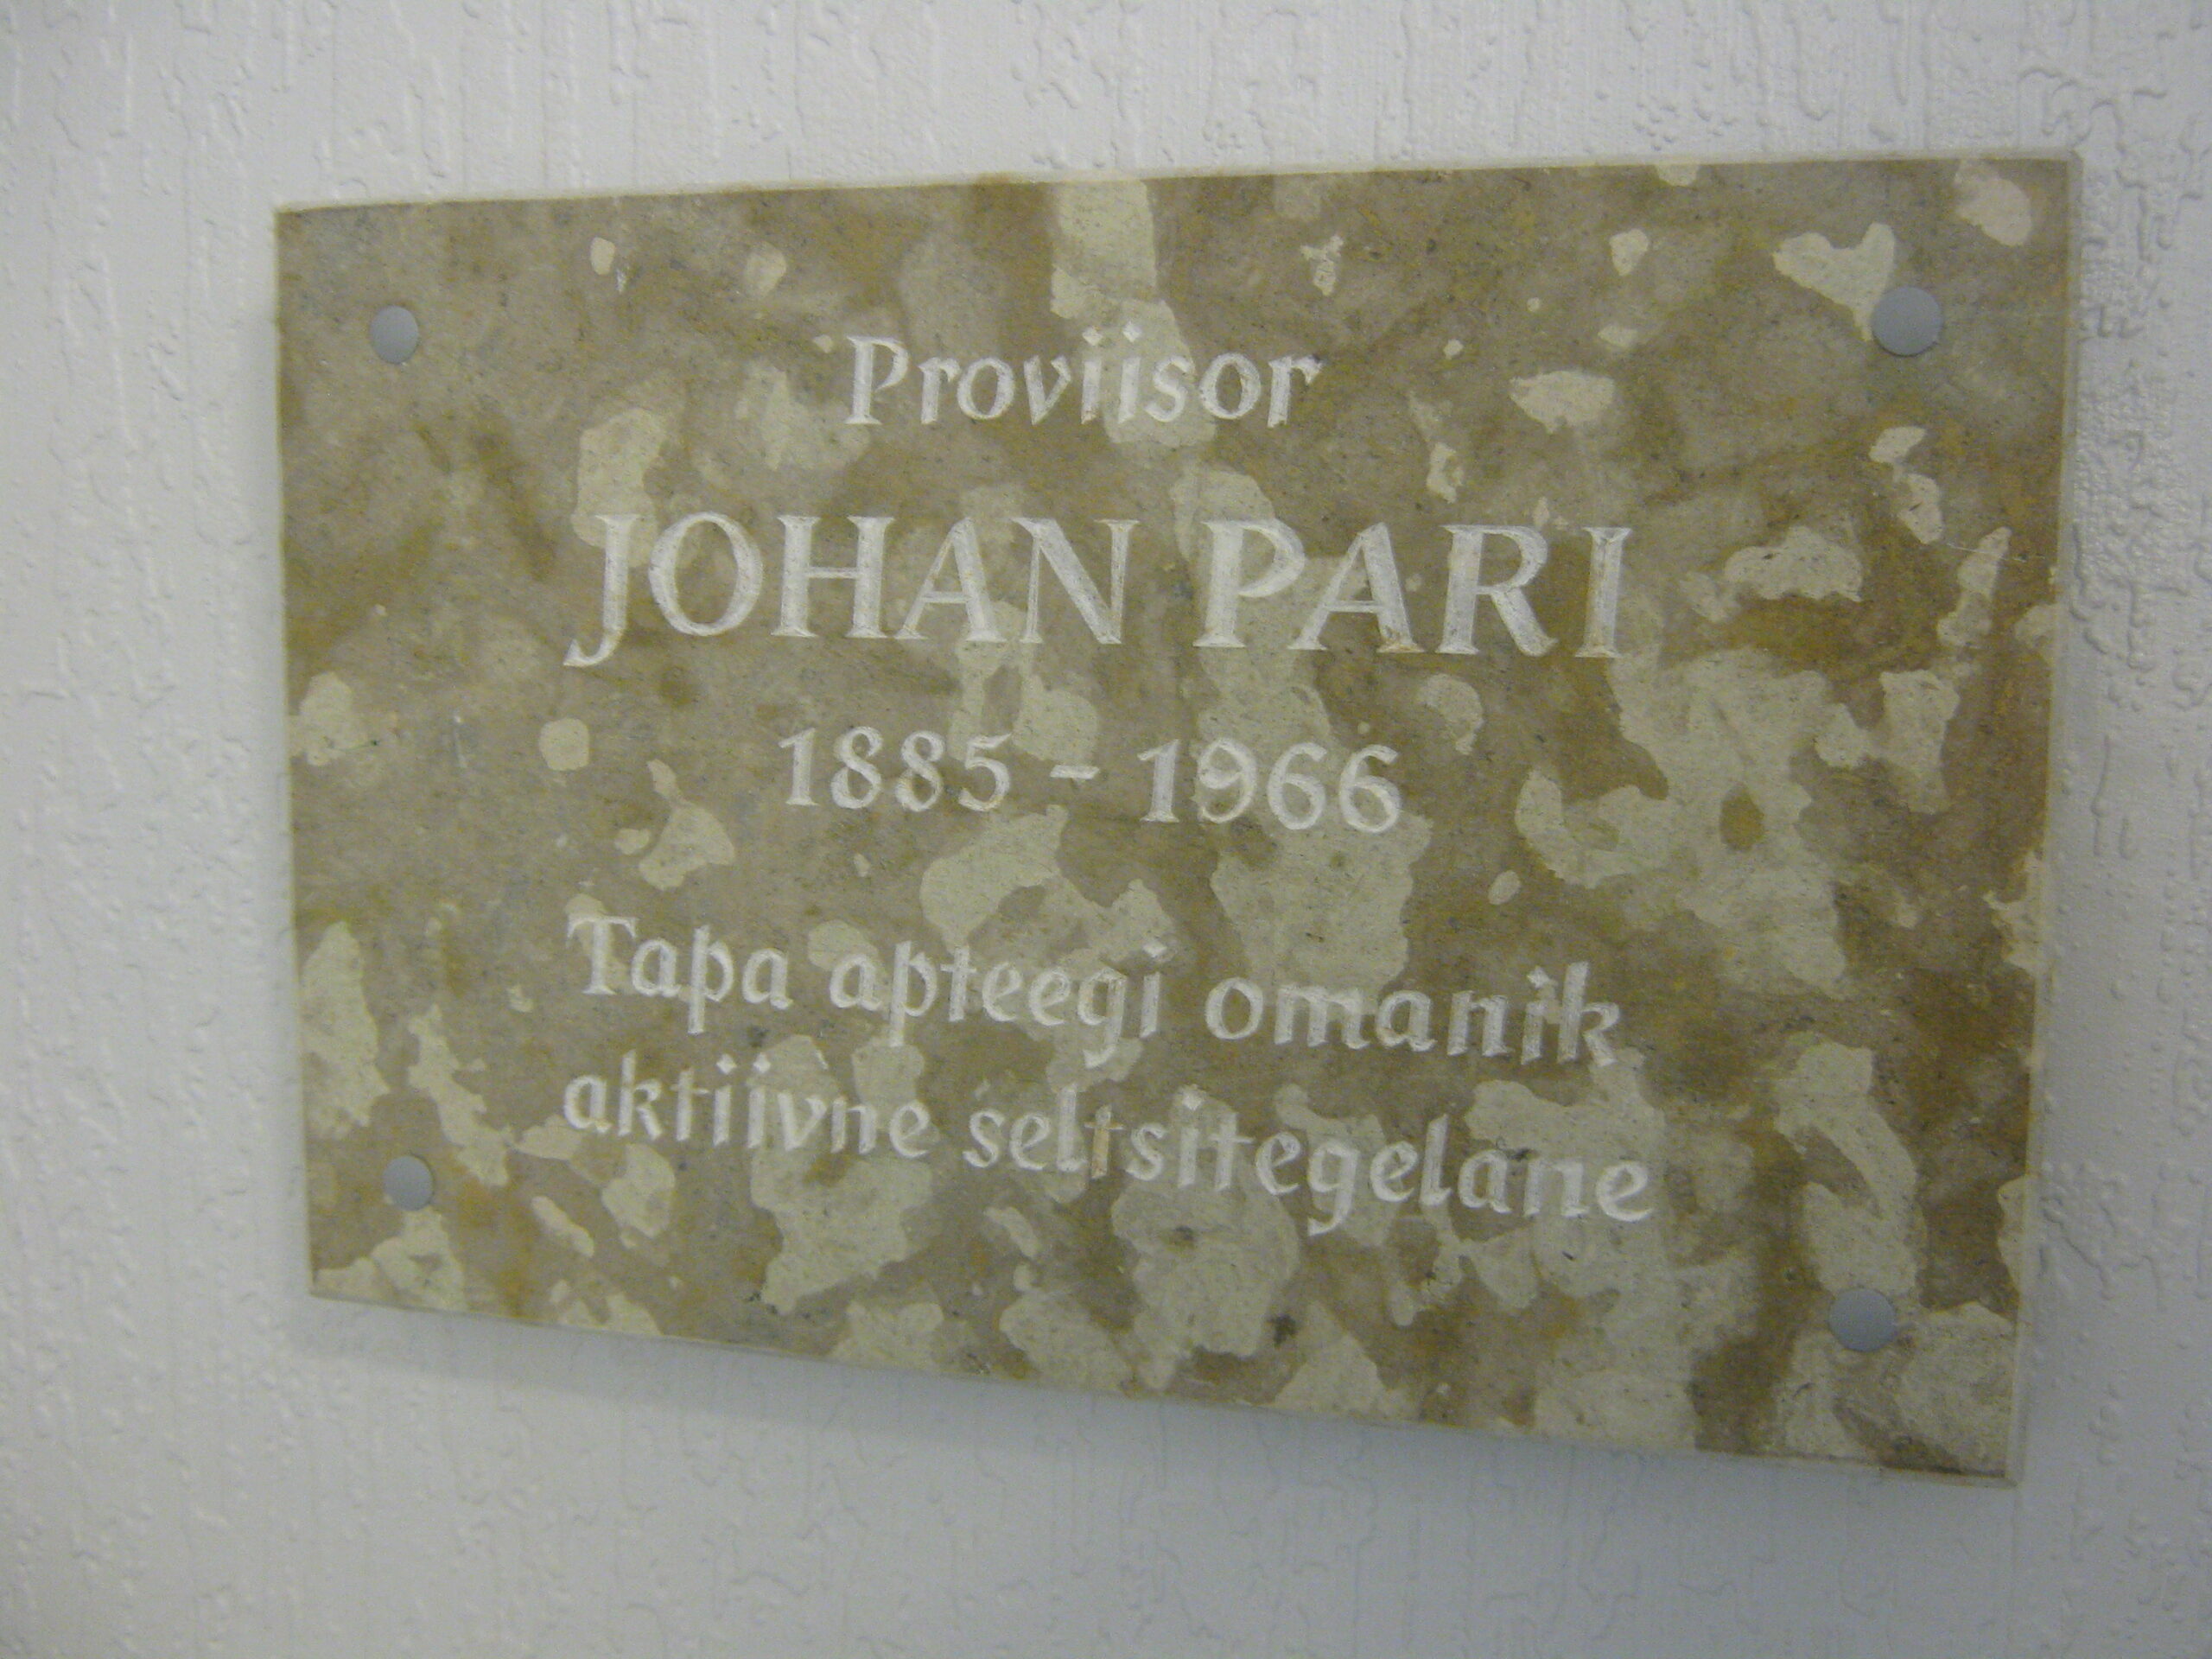 Proviisor
JOHAN PARI
1885 - 1966
Tapa apteegi omanik
aktiivne seltsitegelane